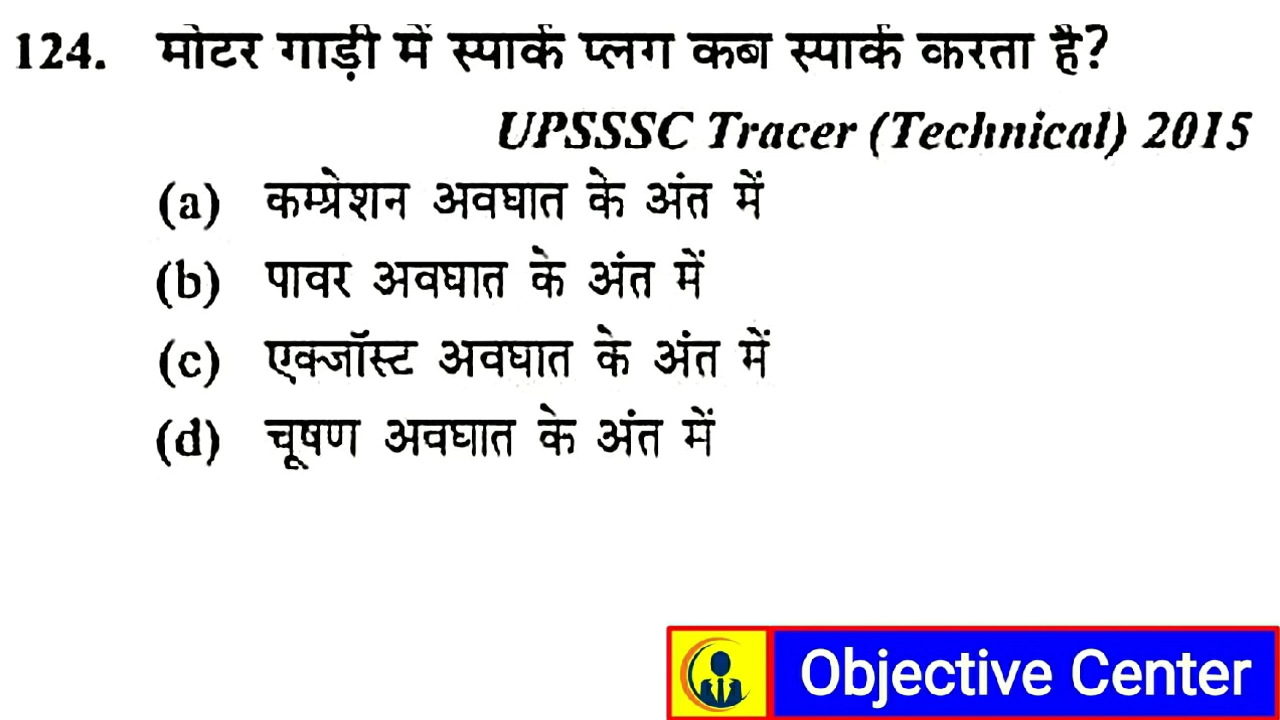 124. मोटर गाड़ी में स्पार्क प्लग कब स्पार्क करता है?
UPSSSC Tracer (Technical) 2015
(a) कम्प्रेशन अवघात के अंत में
(b) पावर अवघात के अंत में
(c) एक्जॉस्ट अवघात के अंत में
(d) चूषण अवघात के अंत में
Objective Center